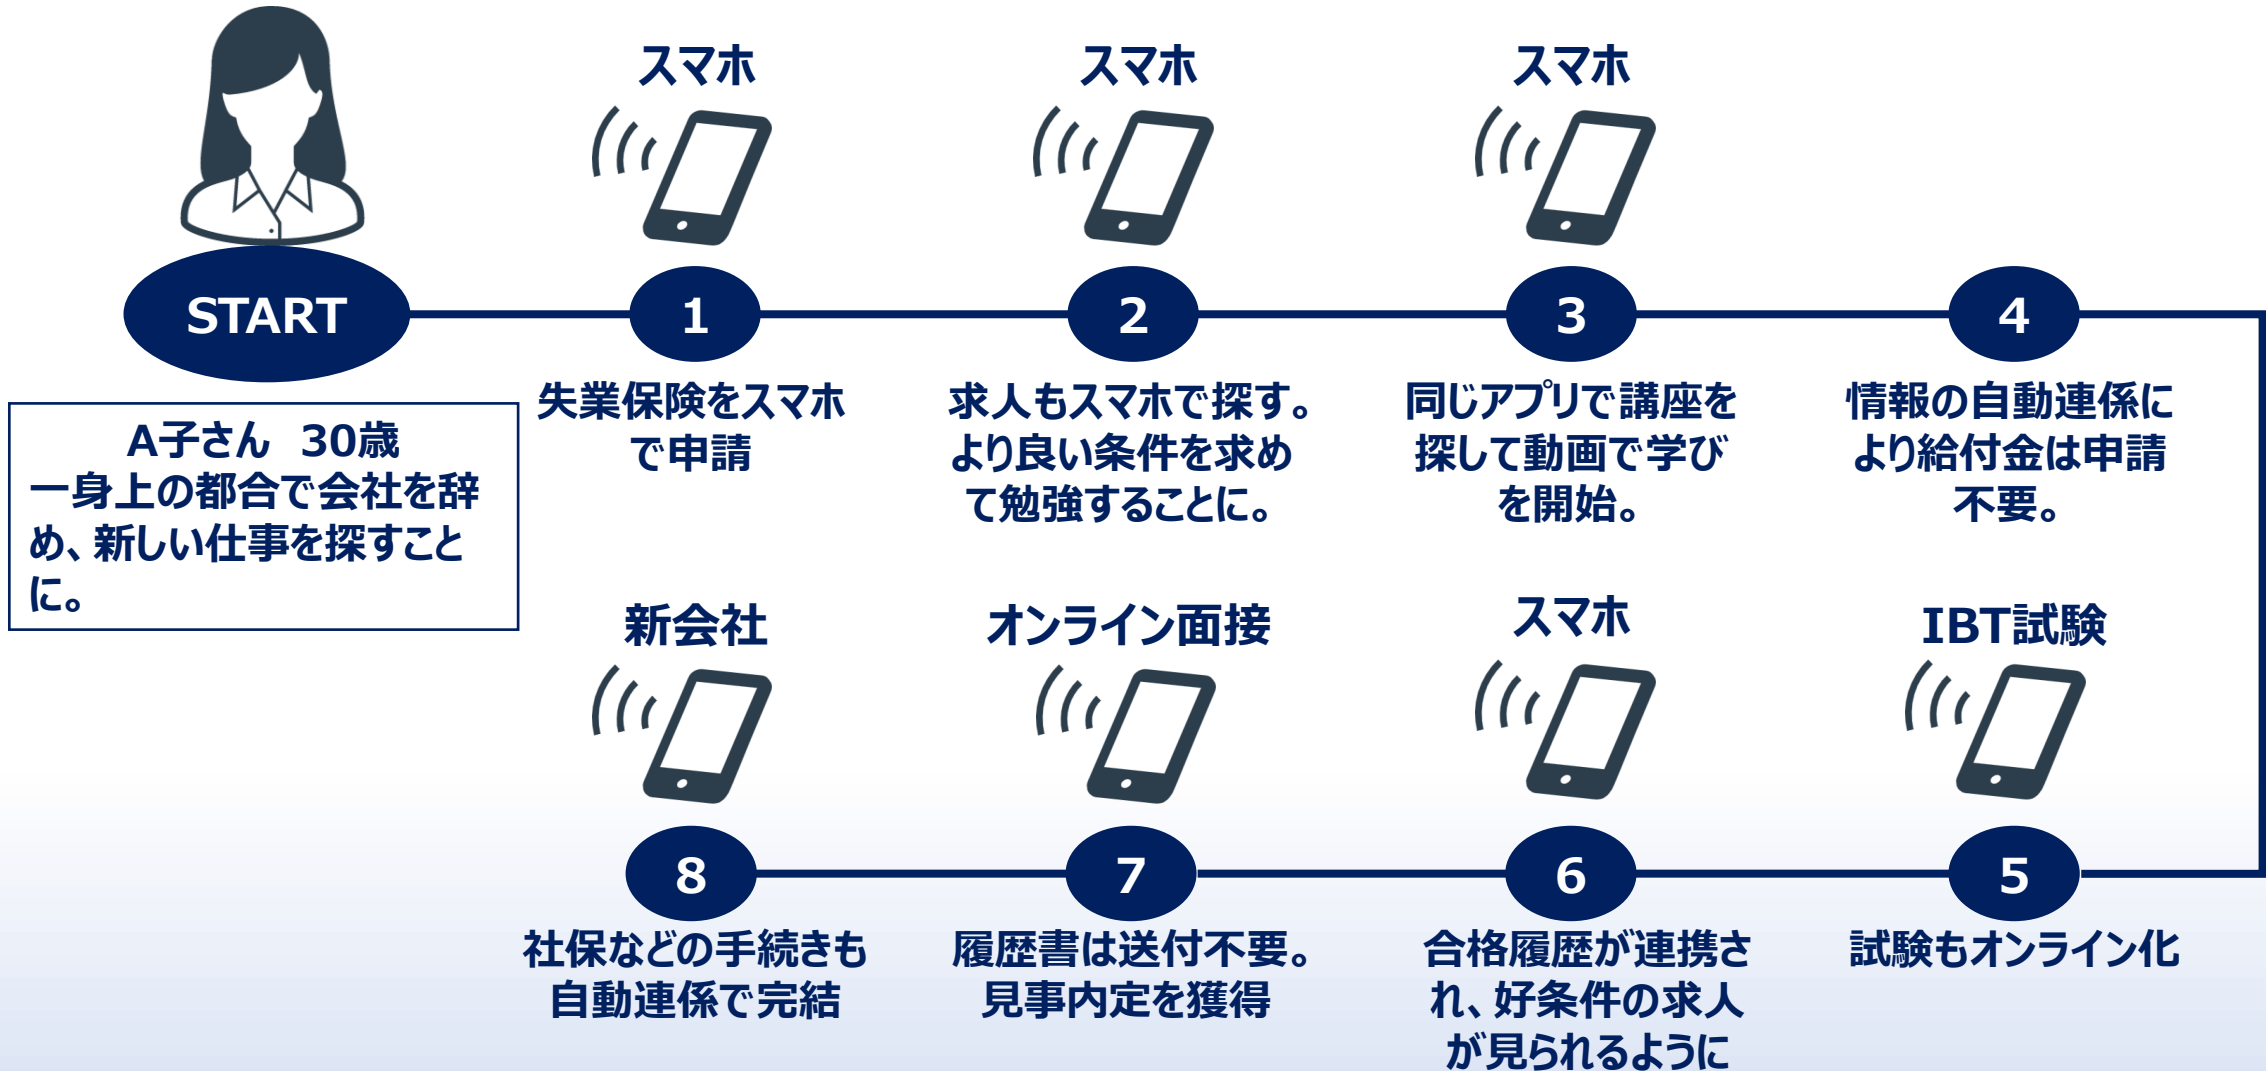 START
A子さん　30歳
一身上の都合で会社を辞
め、新しい仕事を探すこと
に。
スマホ
1
失業保険をスマホ
で申請
スマホ
2
求人もスマホで探す。
より良い条件を求め
て勉強することに。
スマホ
3
同じアプリで講座を
探して動画で学び
を開始。
4
情報の自動連係に
より給付金は申請
不要。
IBT試験
5
試験もオンライン化
スマホ
6
合格履歴が連携さ
れ、好条件の求人
が見られるように
オンライン面接
7
履歴書は送付不要。
見事内定を獲得
新会社
8
社保などの手続きも
自動連係で完結